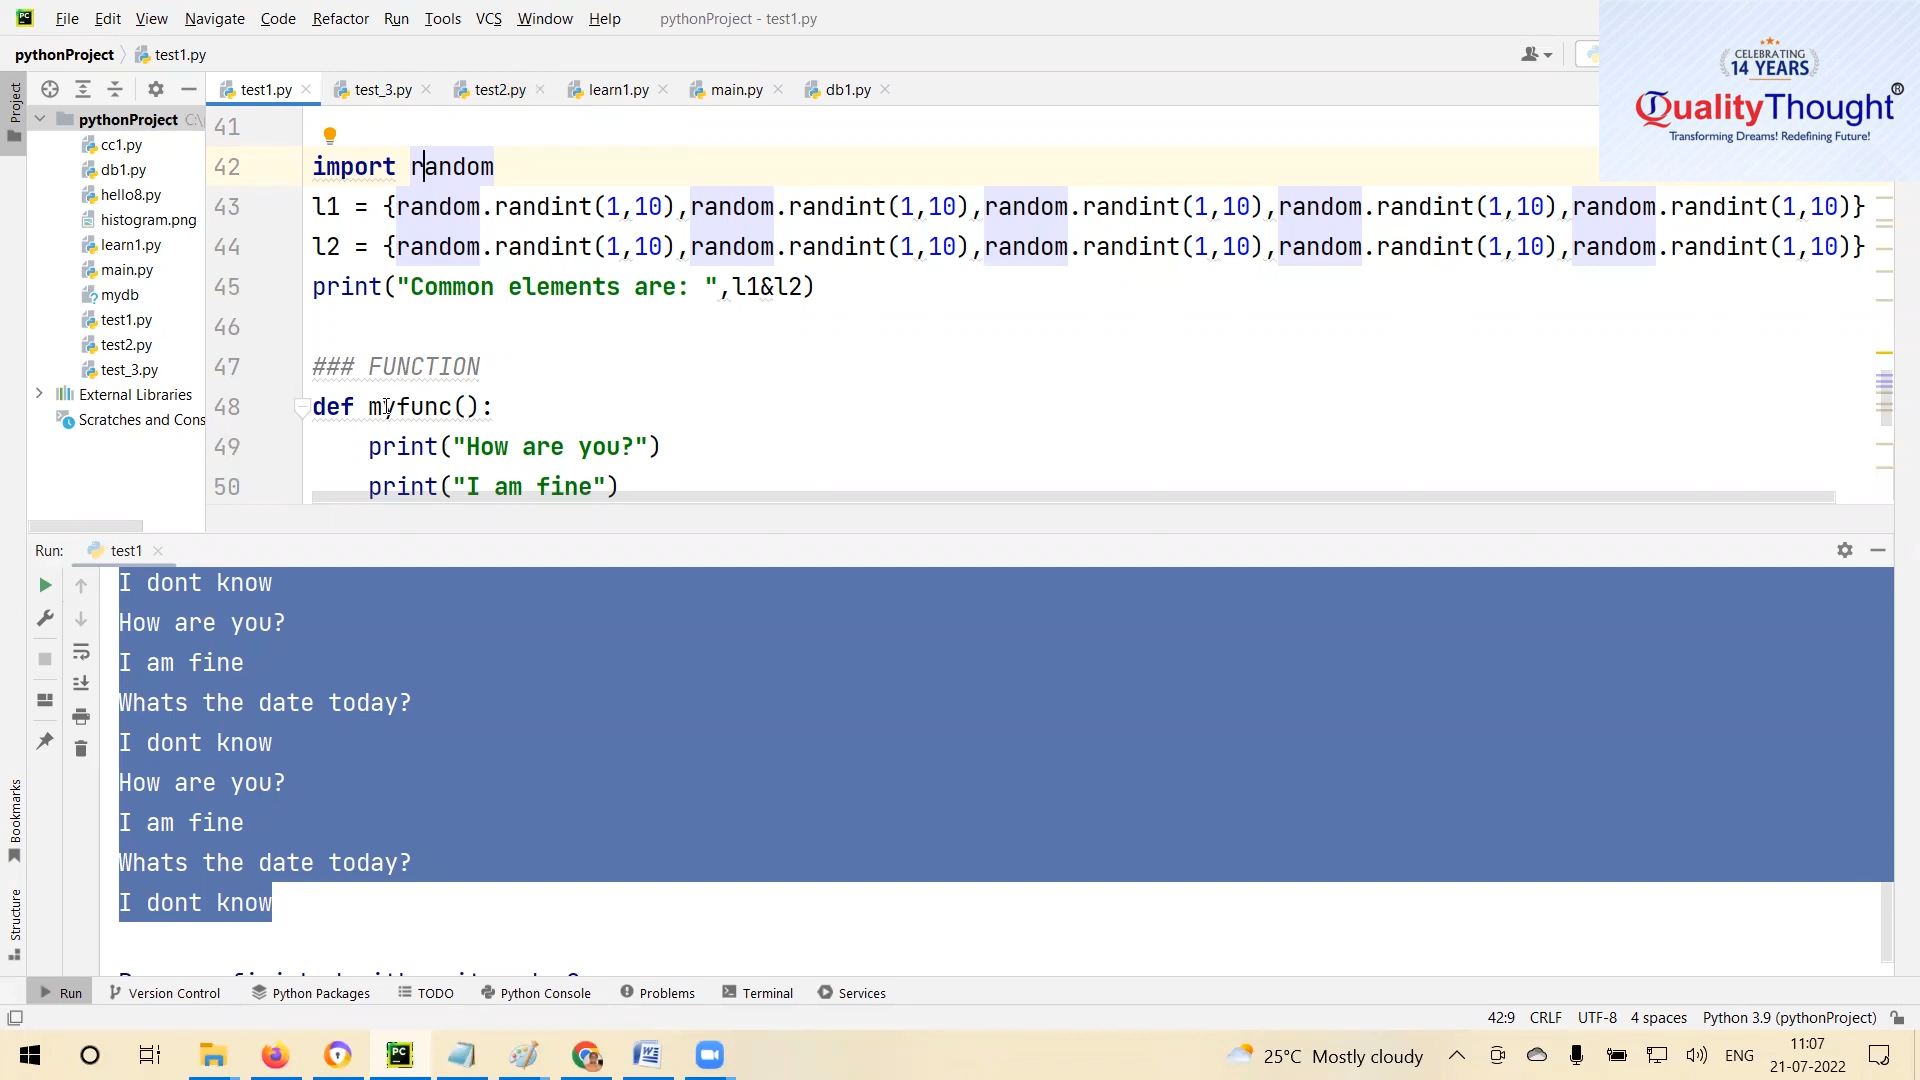 File Edit View Navigate Code Refactor Run Tools VCS Window Help pythonProject - test1.py
pythonProject test1.py
CELEBRATING
14 YEARS
QualityThought®
Transforming Dreams! Redefining Future!
Project
test1.py test_3.py test2.py learn1.py main.py db1.py
pythonProject C:\
cc1.py
db1.py
hello8.py
histogram.png
learn1.py
main.py
mydb
test1.py
test2.py
test_3.py
External Libraries
Scratches and Cons
41
42 import random
43 l1 = {random.randint(1,10),random.randint(1,10),random.randint(1,10),random.randint(1,10),random.randint(1,10)}
44 l2 = {random.randint(1,10),random.randint(1,10),random.randint(1,10),random.randint(1,10),random.randint(1,10)}
45 print("Common elements are: ",l1&l2)
46
47 ### FUNCTION
48 def myfunc():
49 print("How are you?")
50 print("I am fine")
Run: test1
I dont know
How are you?
I am fine
Whats the date today?
I dont know
How are you?
I am fine
Whats the date today?
I dont know
Bookmarks
Structure
Run Version Control Python Packages TODO Python Console Problems Terminal Services
42:9 CRLF UTF-8 4 spaces Python 3.9 (pythonProject)
25°C Mostly cloudy ENG 11:07
21-07-2022